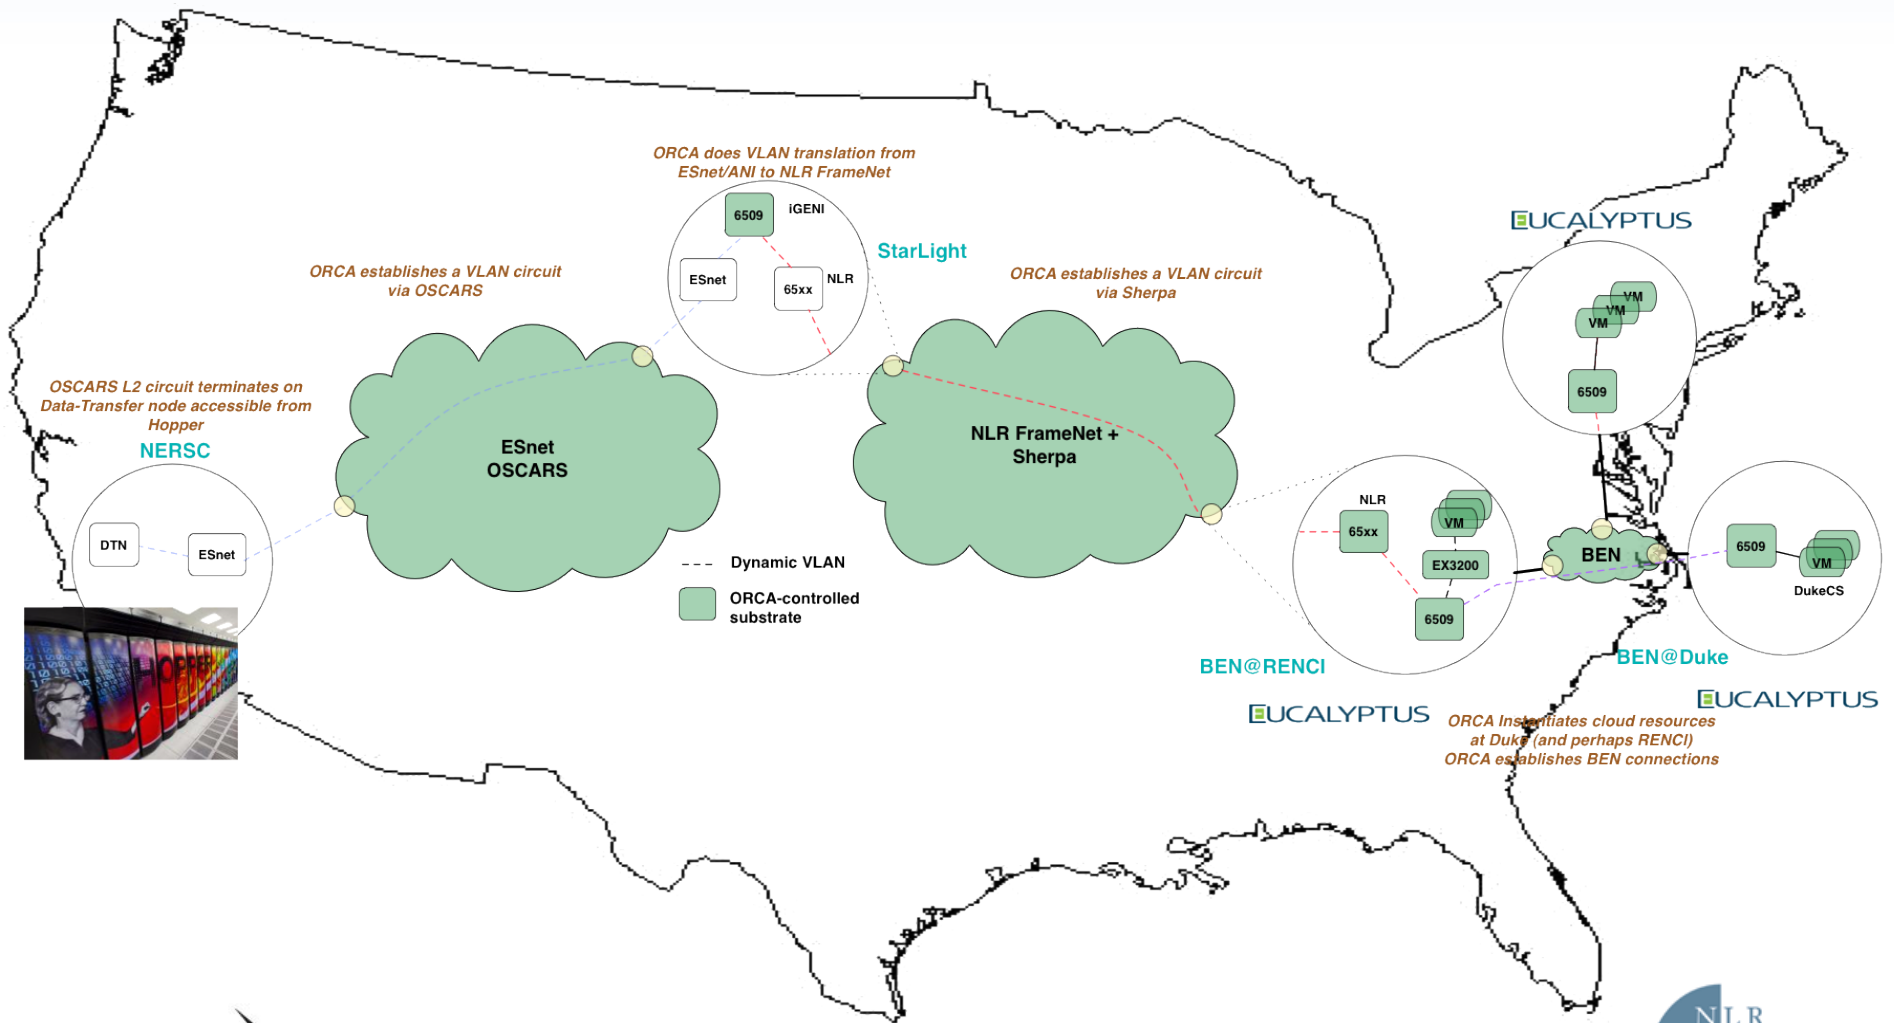 ORCA does VLAN translation from
ESnet/ANI to NLR FrameNet
6509
iGENI
ESnet
65xx
NLR
StarLight
ORCA establishes a VLAN circuit
via OSCARS
ORCA establishes a VLAN circuit
via Sherpa
EUCALYPTUS
VM
VM
VM
6509
OSCARS L2 circuit terminates on
Data-Transfer node accessible from
Hopper
NERSC
DTN
ESnet
ESnet
OSCARS
NLR FrameNet +
Sherpa
Dynamic VLAN
ORCA-controlled
substrate
NLR
65xx
VM
EX3200
6509
BEN@RENCI
EUCALYPTUS
BEN
6509
VM
DukeCS
BEN@Duke
EUCALYPTUS
ORCA Instantiates cloud resources
at Duke (and perhaps RENCI)
ORCA establishes BEN connections
HOPPER
NLR